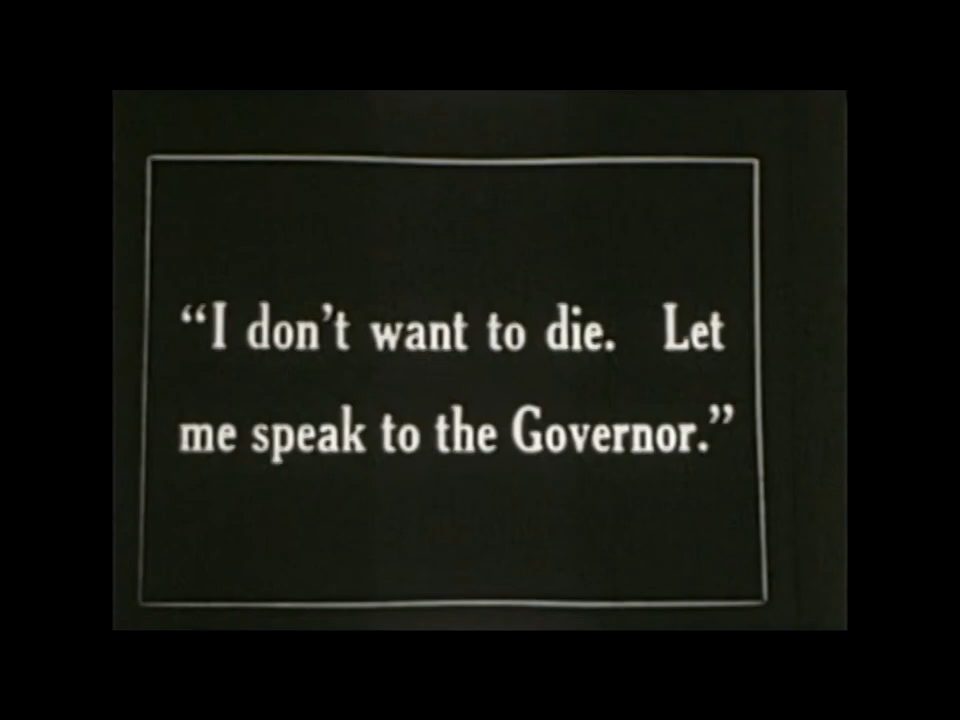 “I don’t want to die. Let
me speak to the Governor.”